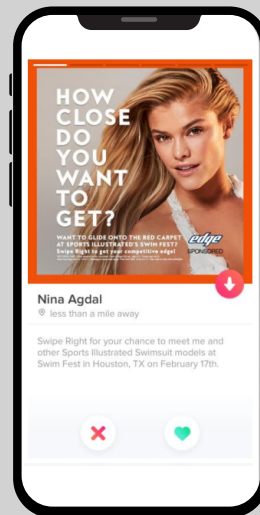 HOW
CLOSE
DO
YOU
WANT
TO
GET?
WANT TO GLIDE ONTO THE RED CARPET
AT SPORTS ILLUSTRATED'S SWIM FEST?
Swipe Right to get your competitive edge!
edge
SPONSORED
Nina Agdal
less than a mile away
Swipe Right for your chance to meet me and
other Sports Illustrated Swimsuit models at
Swim Fest in Houston, TX on February 17th.